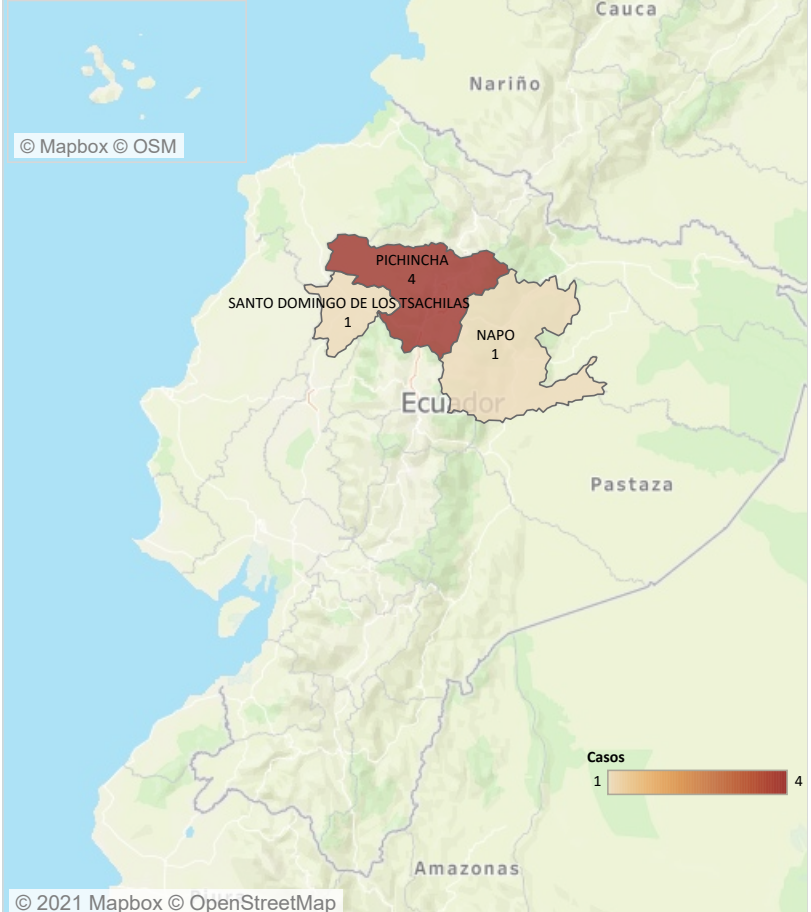 Cauca
Nariño
© Mapbox © OSM
PICHINCHA
4
SANTO DOMINGO DE LOS TSACHILAS
1
NAPO
1
Ecuador
Pastaza
Casos
1
4
Amazonas
© 2021 Mapbox © OpenStreetMap